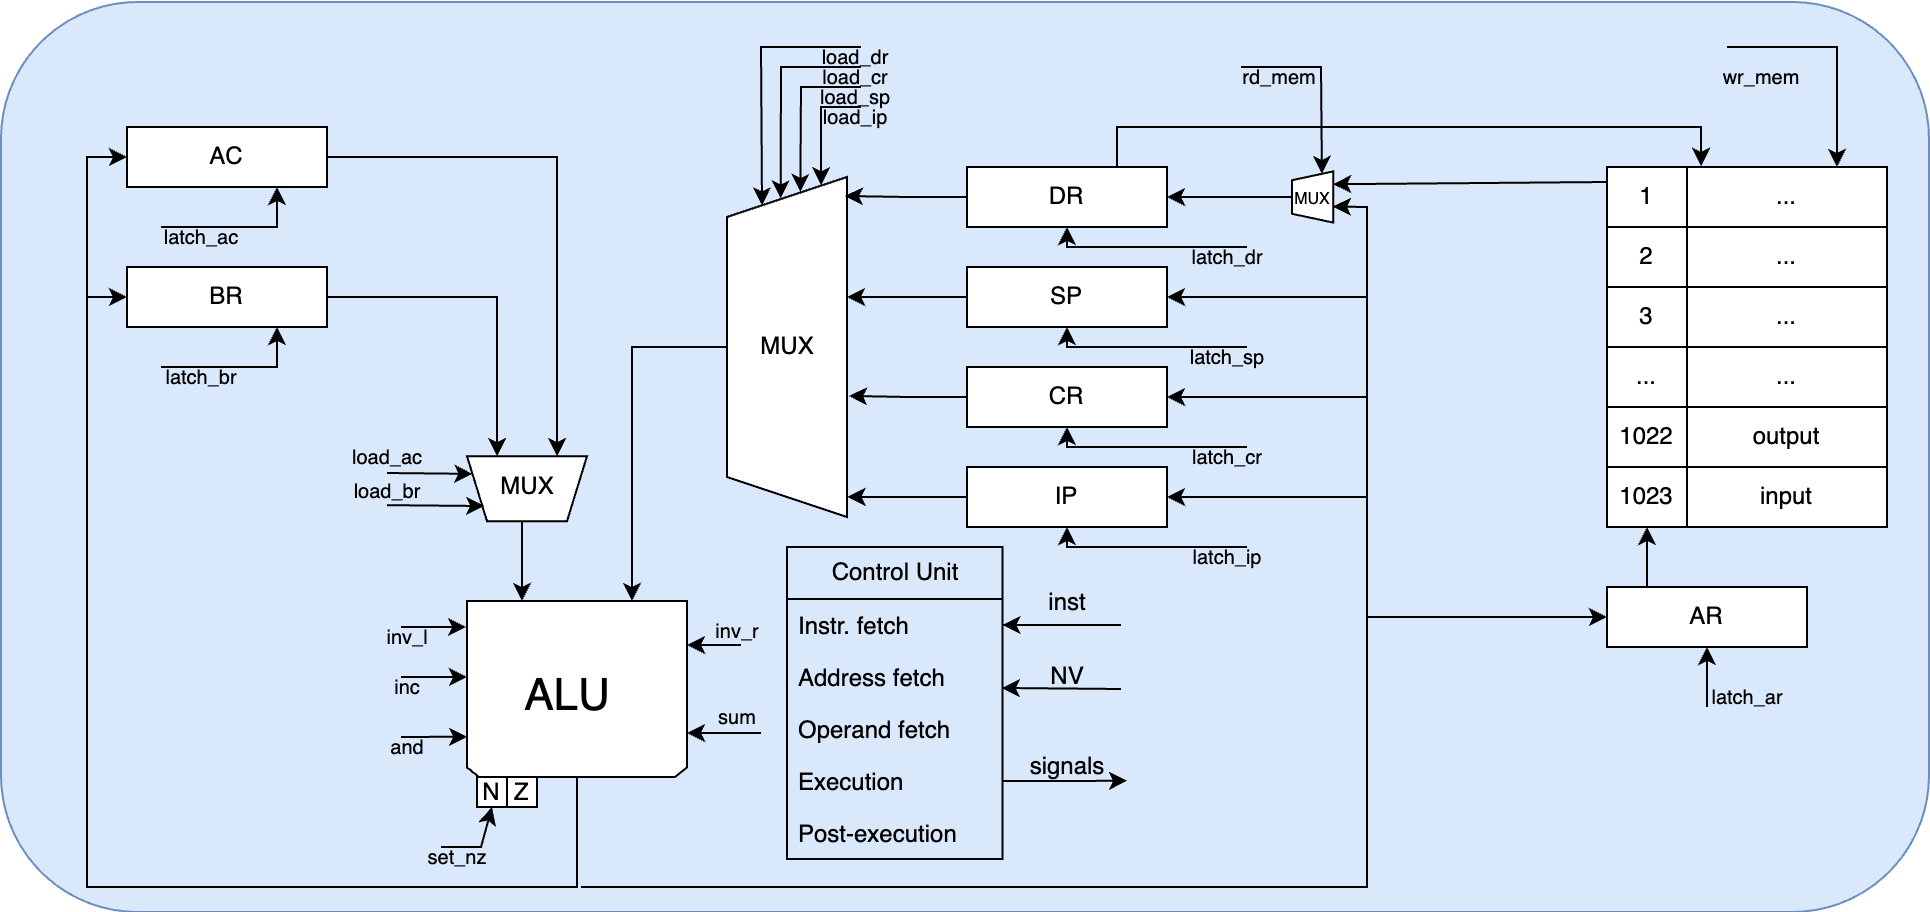 load_dr
load_cr
load_sp
load_ip
rd_mem
wr_mem
AC
latch_ac
BR
latch_br
MUX
DR
latch_dr
SP
latch_sp
CR
latch_cr
IP
latch_ip
MUX
1 ...
2 ...
3 ...
... ...
1022 output
1023 input
AR
latch_ar
load_ac
load_br
MUX
ALU
inv_l
inc
and
inv_r
sum
N Z
set_nz
Control Unit
Instr. fetch
Address fetch
Operand fetch
Execution
Post-execution
inst
NV
signals